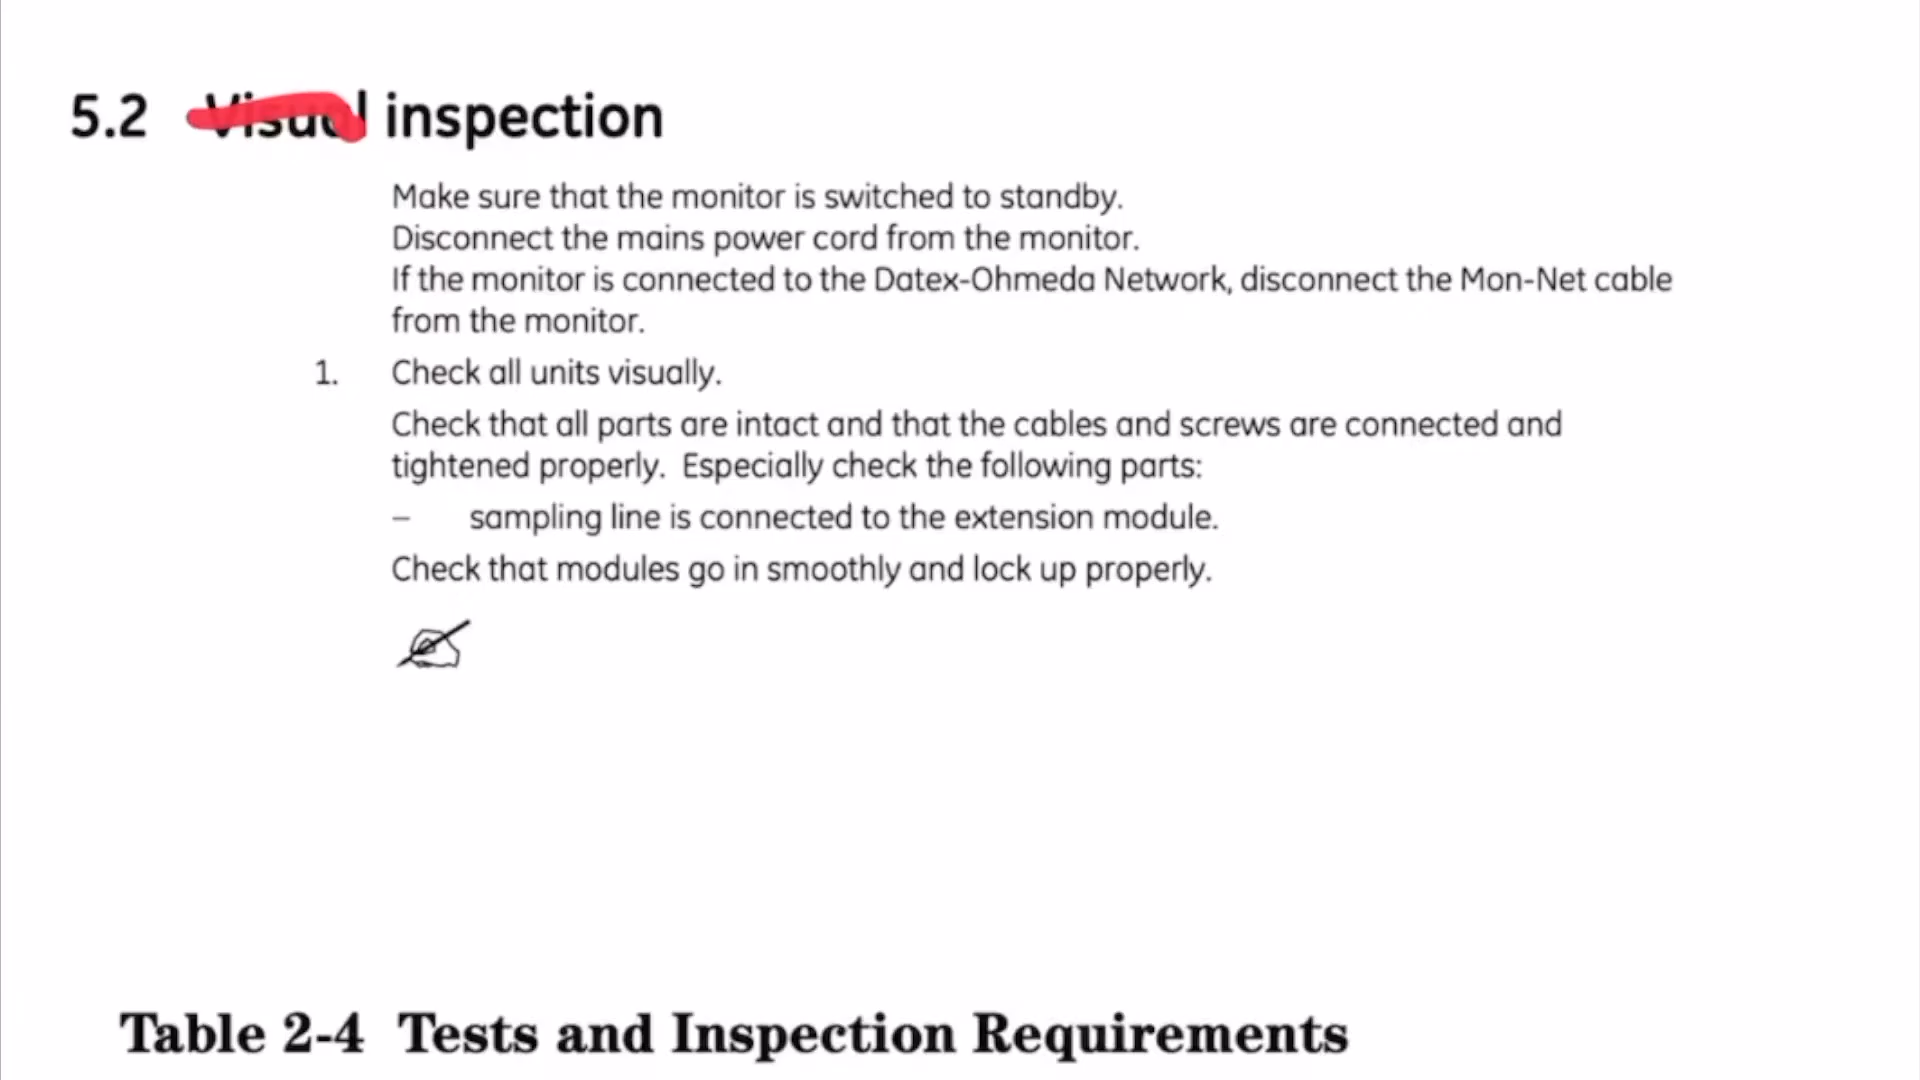 5.2 Visual inspection
Make sure that the monitor is switched to standby.
Disconnect the mains power cord from the monitor.
If the monitor is connected to the Datex-Ohmeda Network, disconnect the Mon-Net cable
from the monitor.
1. Check all units visually.
Check that all parts are intact and that the cables and screws are connected and
tightened properly. Especially check the following parts:
– sampling line is connected to the extension module.
Check that modules go in smoothly and lock up properly.
Table 2-4 Tests and Inspection Requirements